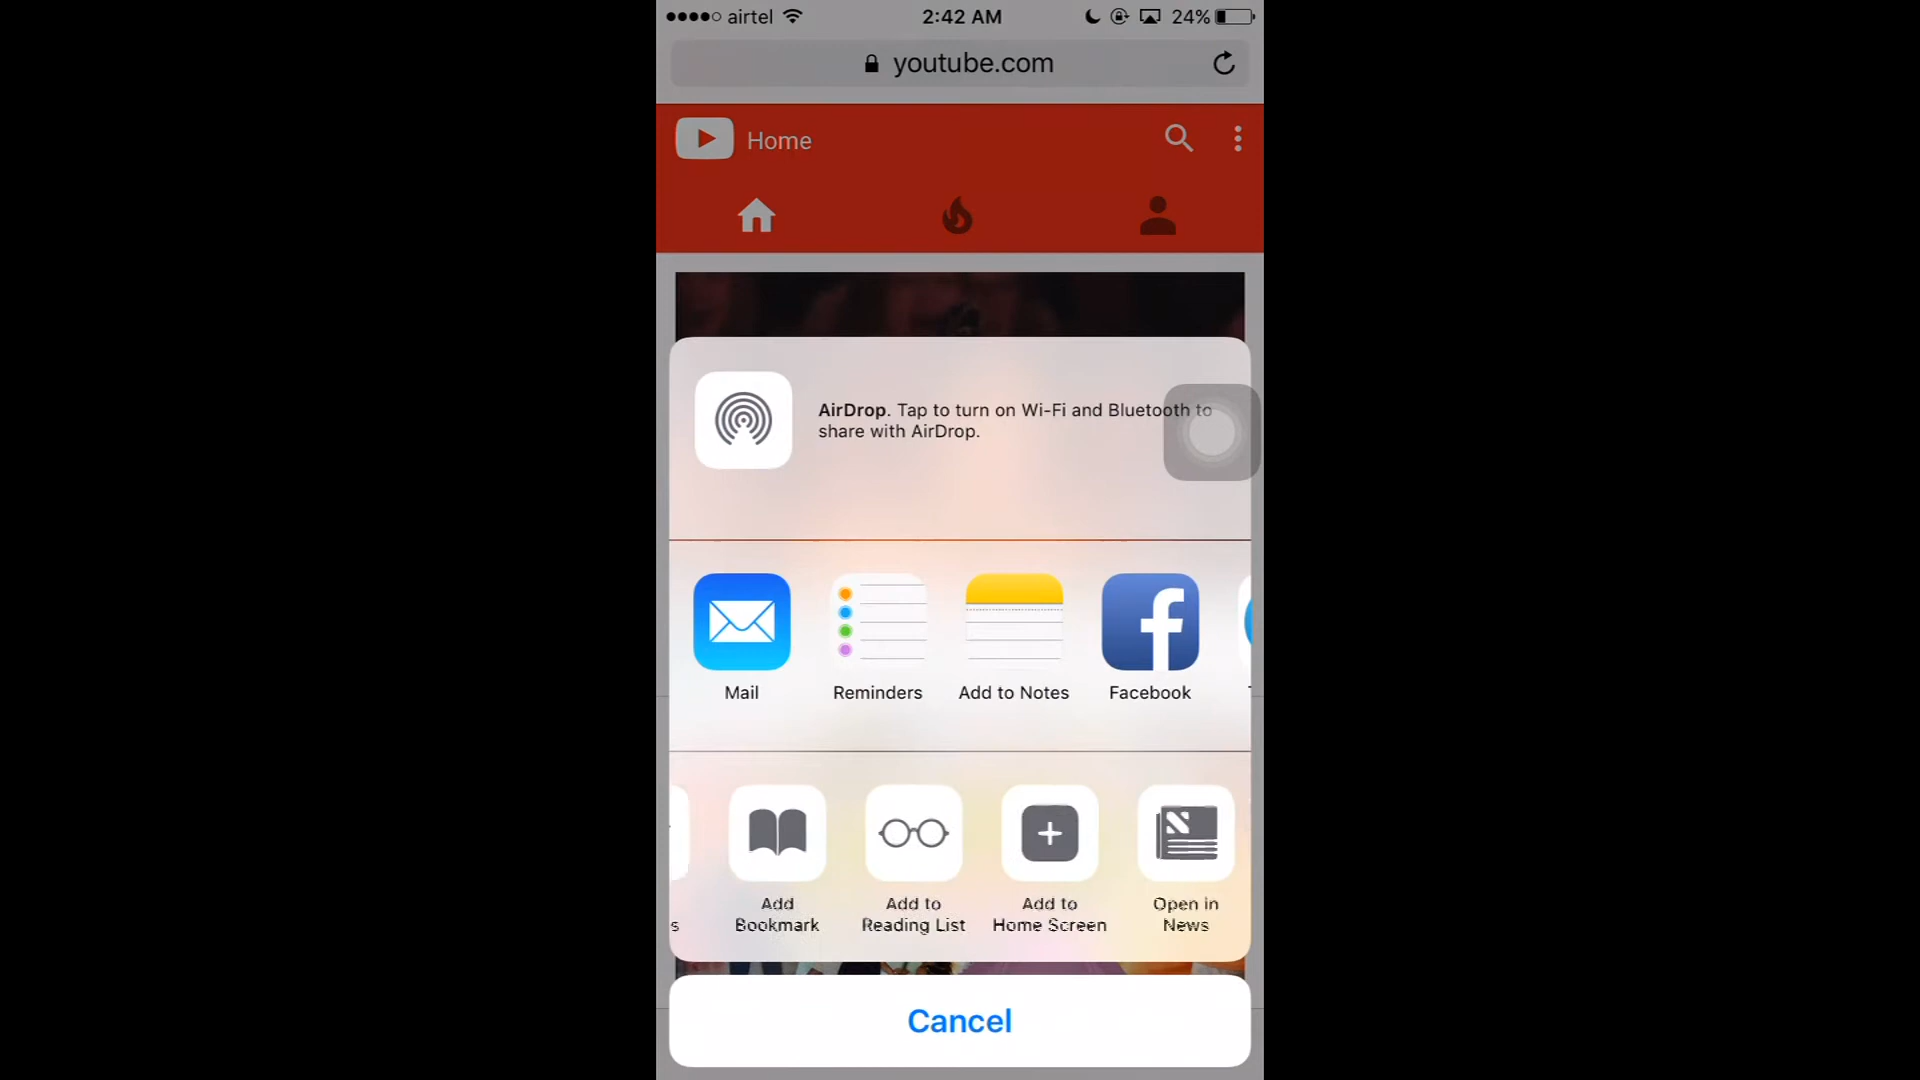 airtel 2:42 AM 24%
youtube.com
Home
AirDrop. Tap to turn on Wi-Fi and Bluetooth to
share with AirDrop.
Mail Reminders Add to Notes Facebook
Add Add to Add to Open in
s Bookmark Reading List Home Screen News
Cancel